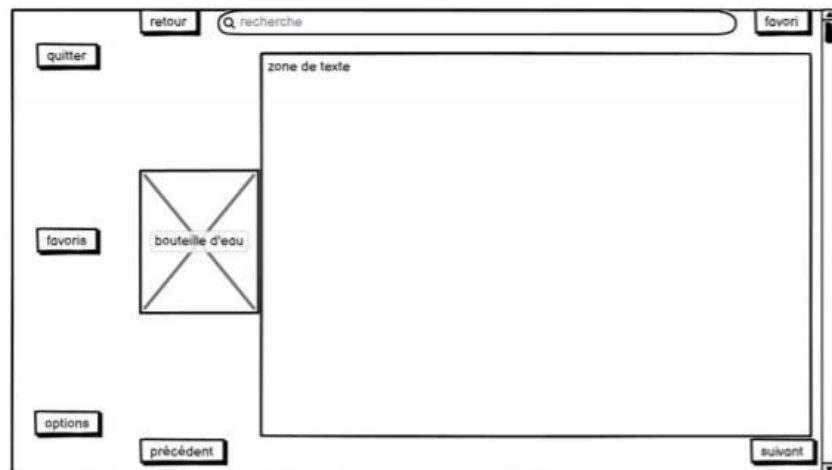 retour
recherche
favori
quitter
zone de texte
favoris
bouteille d'eau
options
précédent
suivant